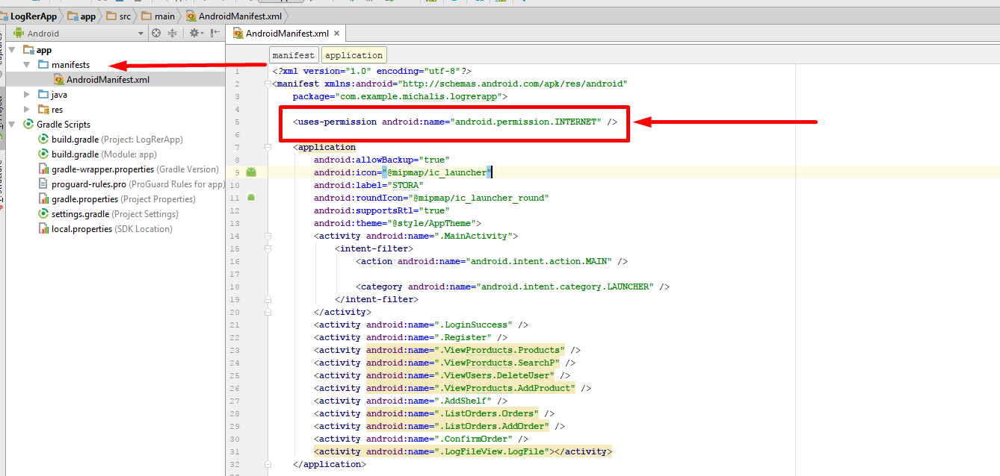 LogRerApp app src main AndroidManifest.xml
Android
AndroidManifest.xml
app
manifests
AndroidManifest.xml
java
res
Gradle Scripts
build.gradle (Project: LogRerApp)
build.gradle (Module: app)
gradle-wrapper.properties (Gradle Version)
proguard-rules.pro (ProGuard Rules for app)
gradle.properties (Project Properties)
settings.gradle (Project Settings)
local.properties (SDK Location)
manifest application
1 <?xml version="1.0" encoding="utf-8"?>
2 <manifest xmlns:android="http://schemas.android.com/apk/res/android"
3 package="com.example.michalis.logrerapp">
4
5 <uses-permission android:name="android.permission.INTERNET" />
6
7 <application
8 android:allowBackup="true"
9 android:icon="@mipmap/ic_launcher"
10 android:label="STORA"
11 android:roundIcon="@mipmap/ic_launcher_round"
12 android:supportsRtl="true"
13 android:theme="@style/AppTheme">
14 <activity android:name=".MainActivity">
15 <intent-filter>
16 <action android:name="android.intent.action.MAIN" />
17
18 <category android:name="android.intent.category.LAUNCHER" />
19 </intent-filter>
20 </activity>
21 <activity android:name=".LoginSuccess" />
22 <activity android:name=".Register" />
23 <activity android:name=".ViewProrducts.Products" />
24 <activity android:name=".ViewProrducts.SearchP" />
25 <activity android:name=".ViewUsers.DeleteUser" />
26 <activity android:name=".ViewProrducts.AddProduct" />
27 <activity android:name=".AddShelf" />
28 <activity android:name=".ListOrders.Orders" />
29 <activity android:name=".ListOrders.AddOrder" />
30 <activity android:name=".ConfirmOrder" />
31 <activity android:name=".LogFileView.LogFile"></activity>
32 </application>